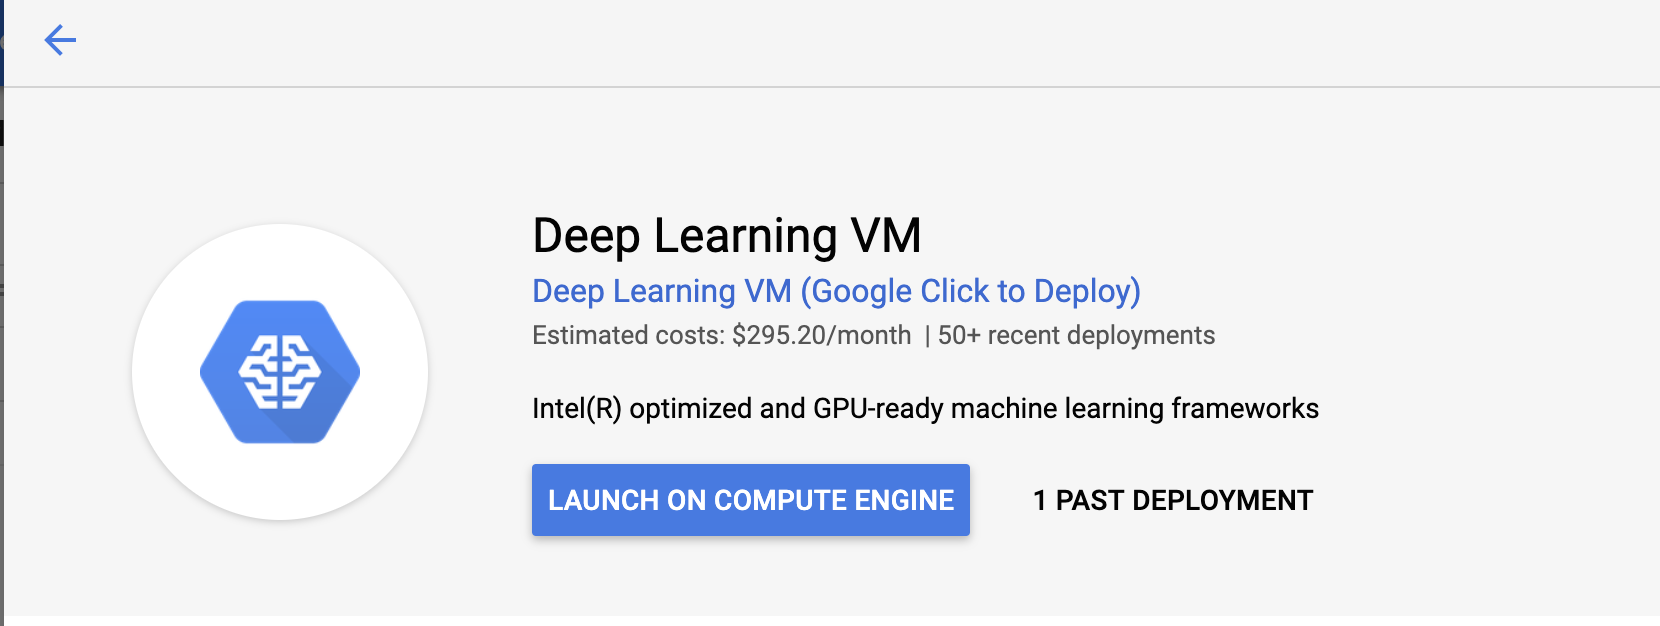 Deep Learning VM
Deep Learning VM (Google Click to Deploy)
Estimated costs: $295.20/month | 50+ recent deployments
Intel(R) optimized and GPU-ready machine learning frameworks
LAUNCH ON COMPUTE ENGINE
1 PAST DEPLOYMENT